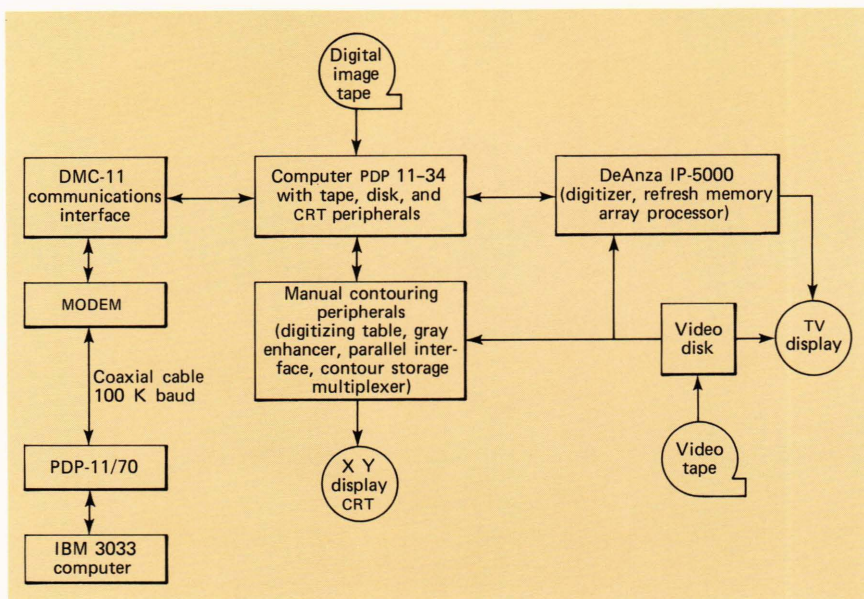 Digital
image
tape
DMC-11
communications
interface
Computer PDP 11-34
with tape, disk, and
CRT peripherals
DeAnza IP-5000
(digitizer, refresh memory
array processor)
MODEM
Manual contouring
peripherals
(digitizing table, gray
enhancer, parallel inter-
face, contour storage
multiplexer)
Video
disk
TV
display
Coaxial cable
100 K baud
PDP-11/70
X Y
display
CRT
Video
tape
IBM 3033
computer